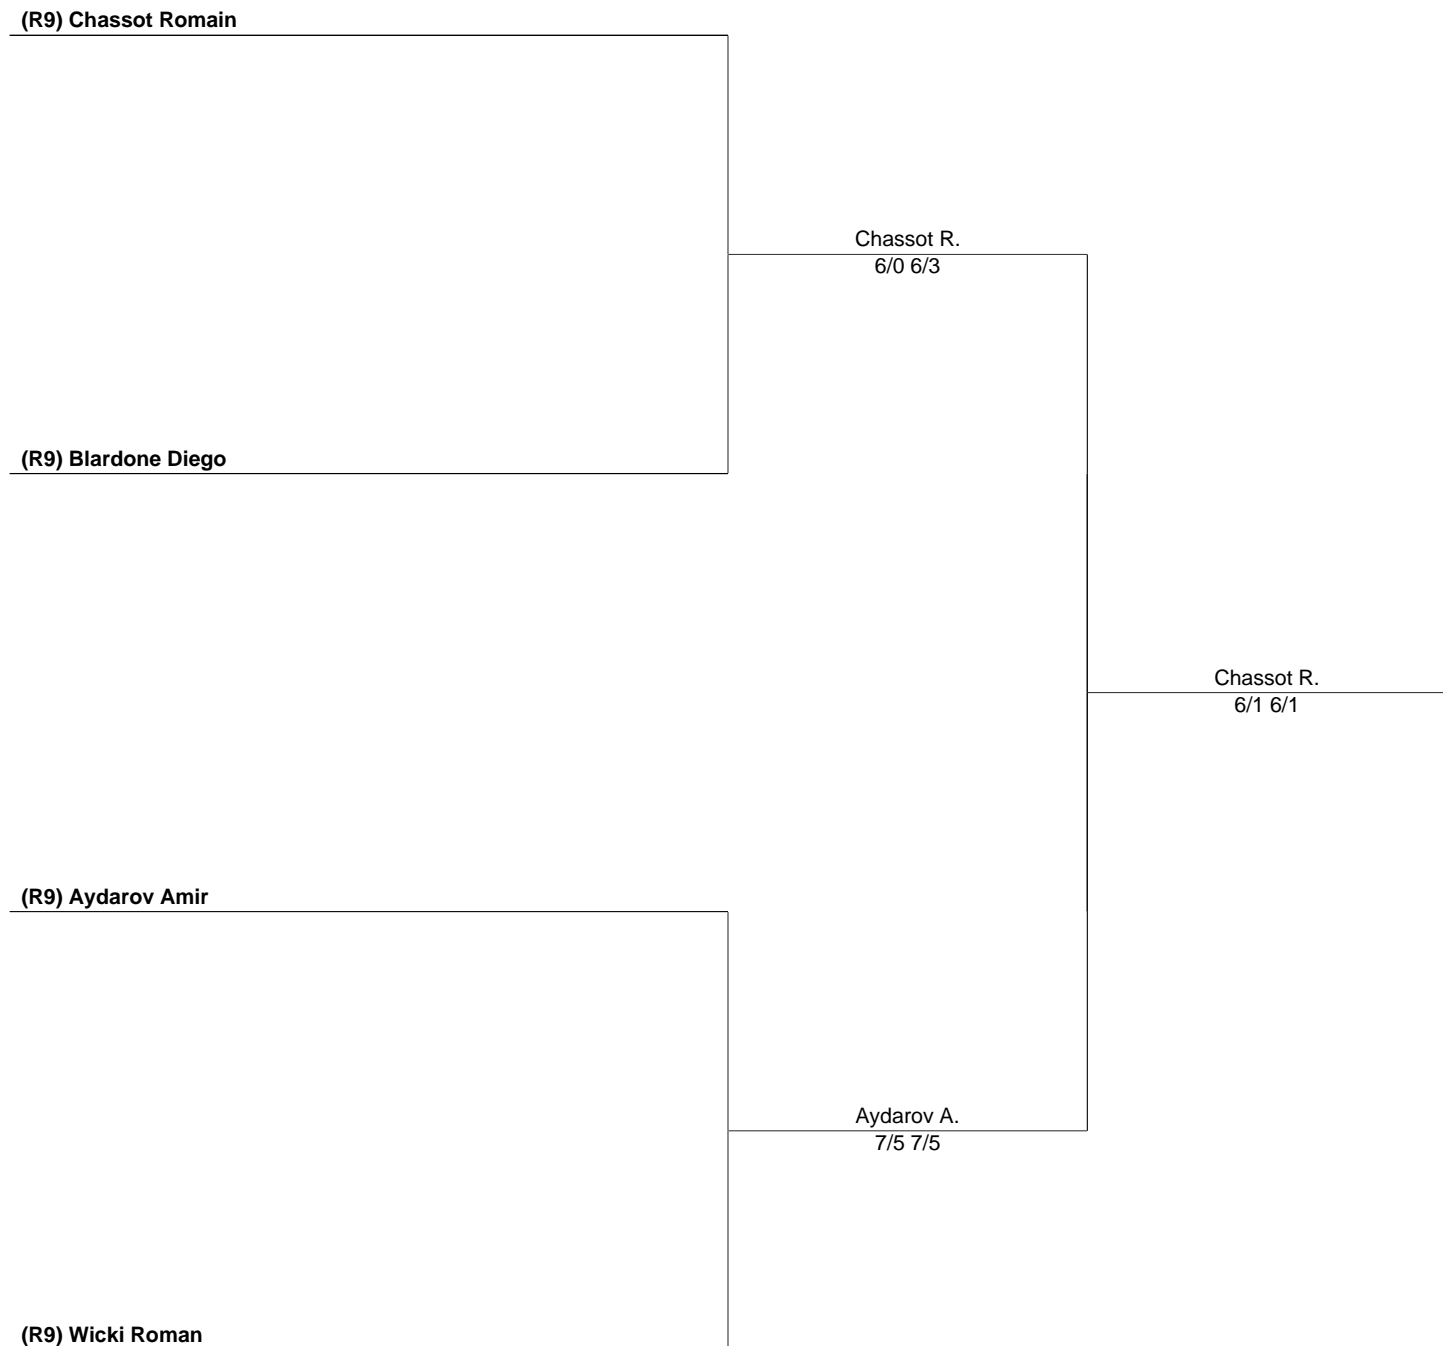 (R9) Chassot Romain
Chassot R.
6/0 6/3
(R9) Blardone Diego
Chassot R.
6/1 6/1
(R9) Aydarov Amir
Aydarov A.
7/5 7/5
(R9) Wicki Roman